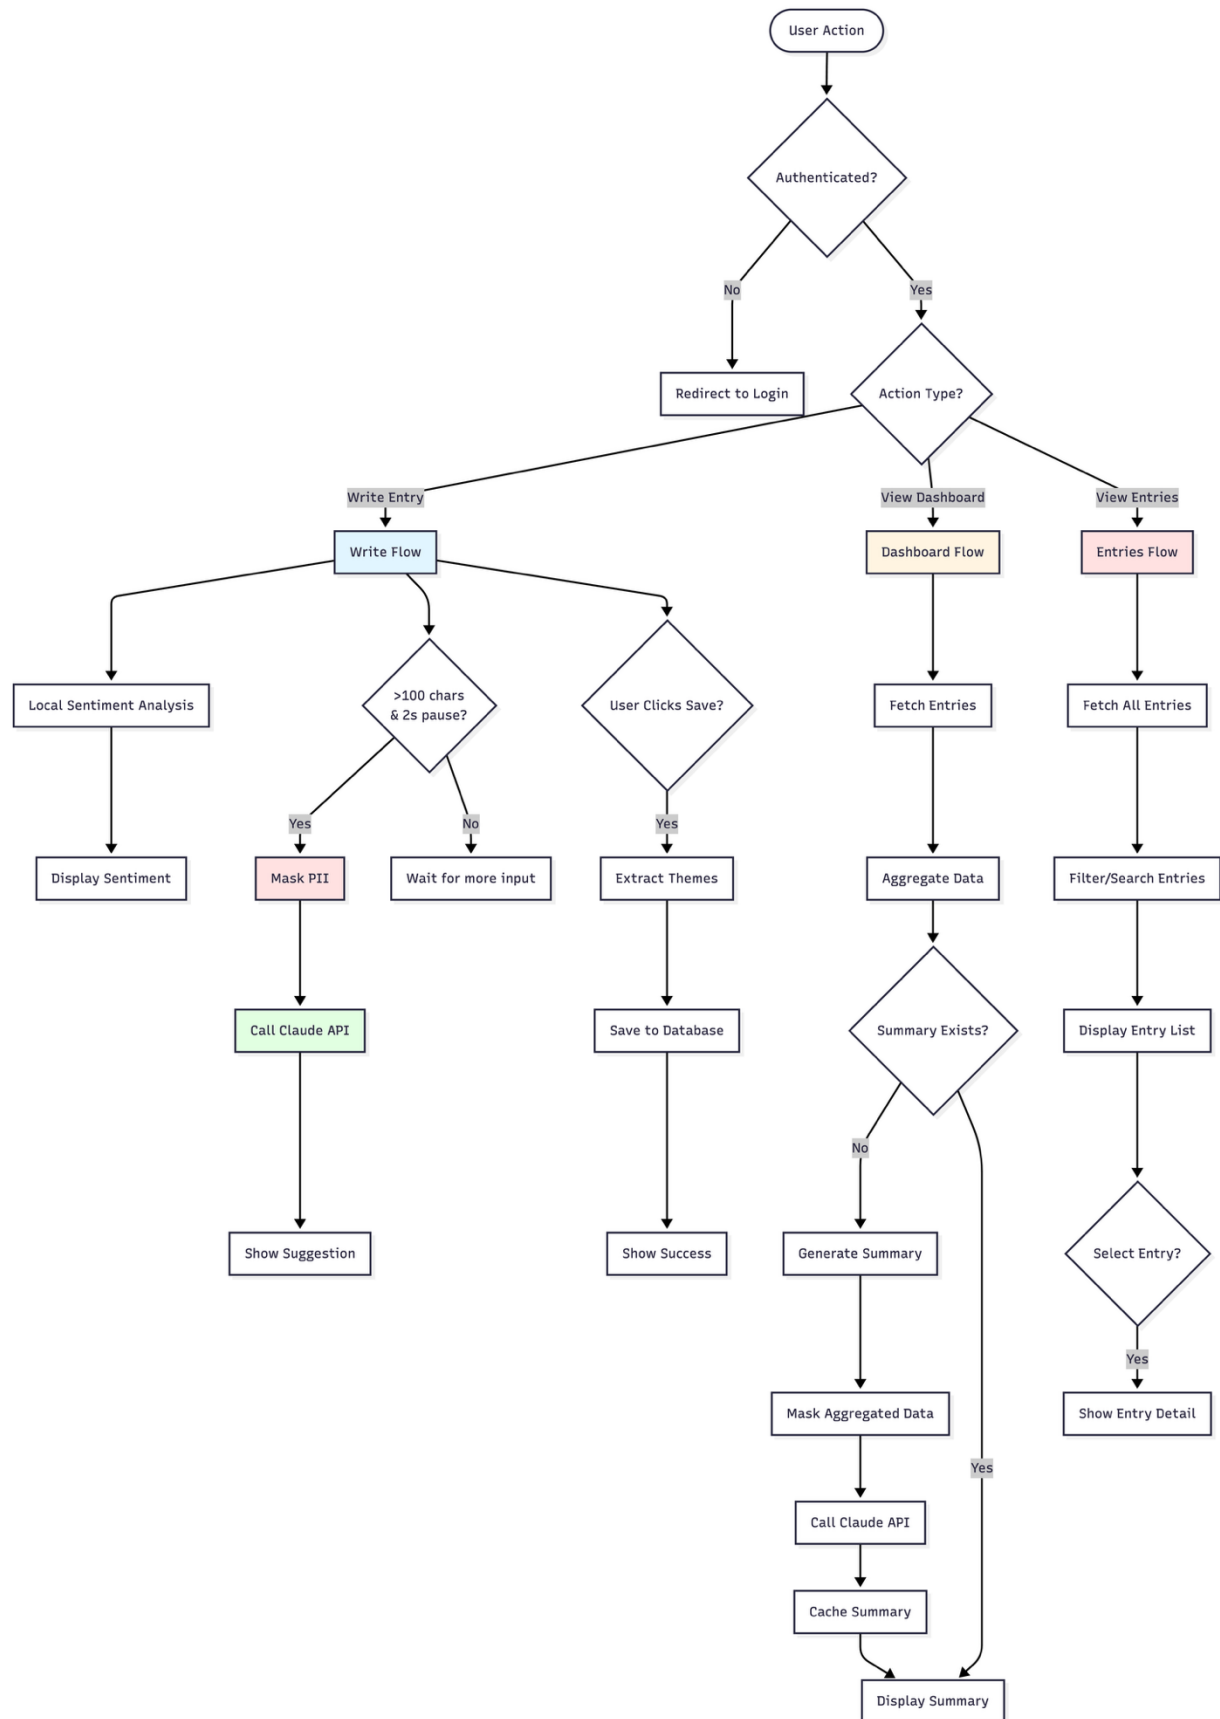 User Action
Authenticated?
No
Yes
Redirect to Login
Action Type?
Write Entry
View Dashboard
View Entries
Write Flow
Dashboard Flow
Entries Flow
Local Sentiment Analysis
>100 chars
& 2s pause?
User Clicks Save?
Fetch Entries
Fetch All Entries
Yes
No
Yes
Display Sentiment
Mask PII
Wait for more input
Extract Themes
Aggregate Data
Filter/Search Entries
Call Claude API
Save to Database
Summary Exists?
Display Entry List
No
Show Suggestion
Show Success
Generate Summary
Select Entry?
Yes
Mask Aggregated Data
Show Entry Detail
Yes
Call Claude API
Cache Summary
Display Summary